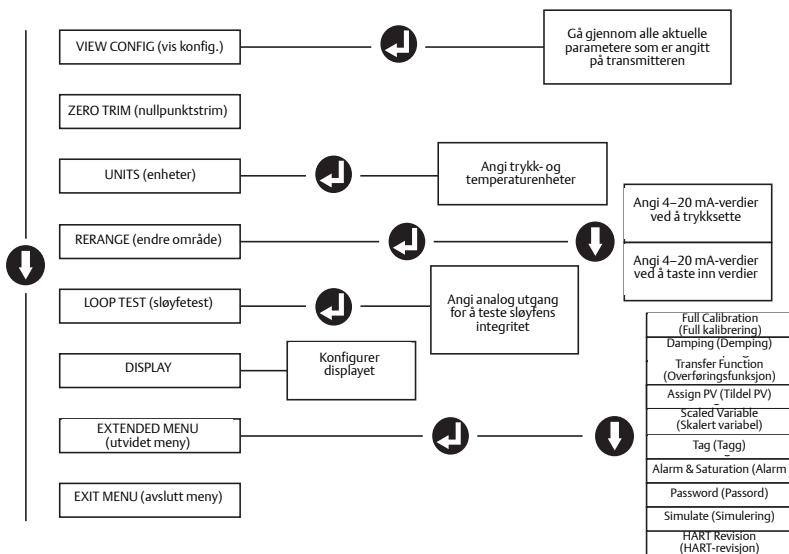 VIEW CONFIG (vis konfig.)
Gå gjennom alle aktuelle
parametere som er angitt
på transmitteren
ZERO TRIM (nullpunktstrim)
UNITS (enheter)
Angi trykk- og
temperaturenheter
RERANGE (endre område)
Angi 4–20 mA-verdier
ved å trykksette
Angi 4–20 mA-verdier
ved å taste inn verdier
LOOP TEST (sløyfetest)
Angi analog utgang
for å teste sløyfens
integritet
DISPLAY
Konfigurer
displayet
EXTENDED MENU
(utvidet meny)
Full Calibration
(Full kalibrering)
Damping (Demping)
Transfer Function
(Overføringsfunksjon)
Assign PV (Tildel PV)
Scaled Variable
(Skalert variabel)
Tag (Tagg)
Alarm & Saturation (Alarm
Password (Passord)
Simulate (Simulering)
HART Revision
(HART-revisjon)
EXIT MENU (avslutt meny)